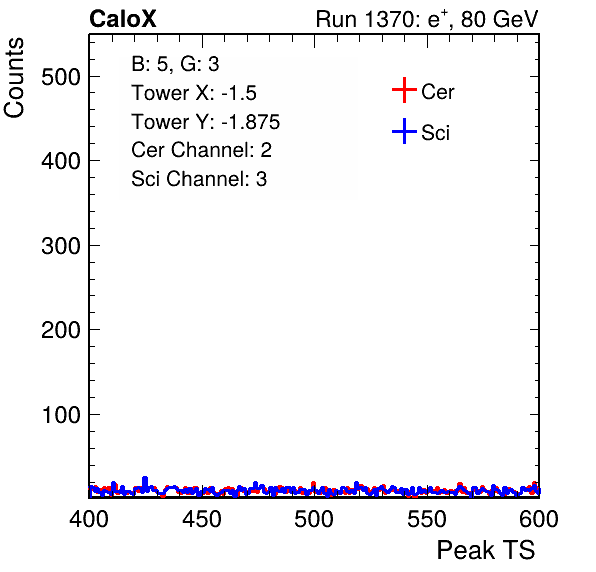 CaloX Run 1370: e⁺, 80 GeV
Counts
B: 5, G: 3
Tower X: -1.5
Tower Y: -1.875
Cer Channel: 2
Sci Channel: 3
Cer
Sci
500
400
300
200
100
400 450 500 550 600
Peak TS